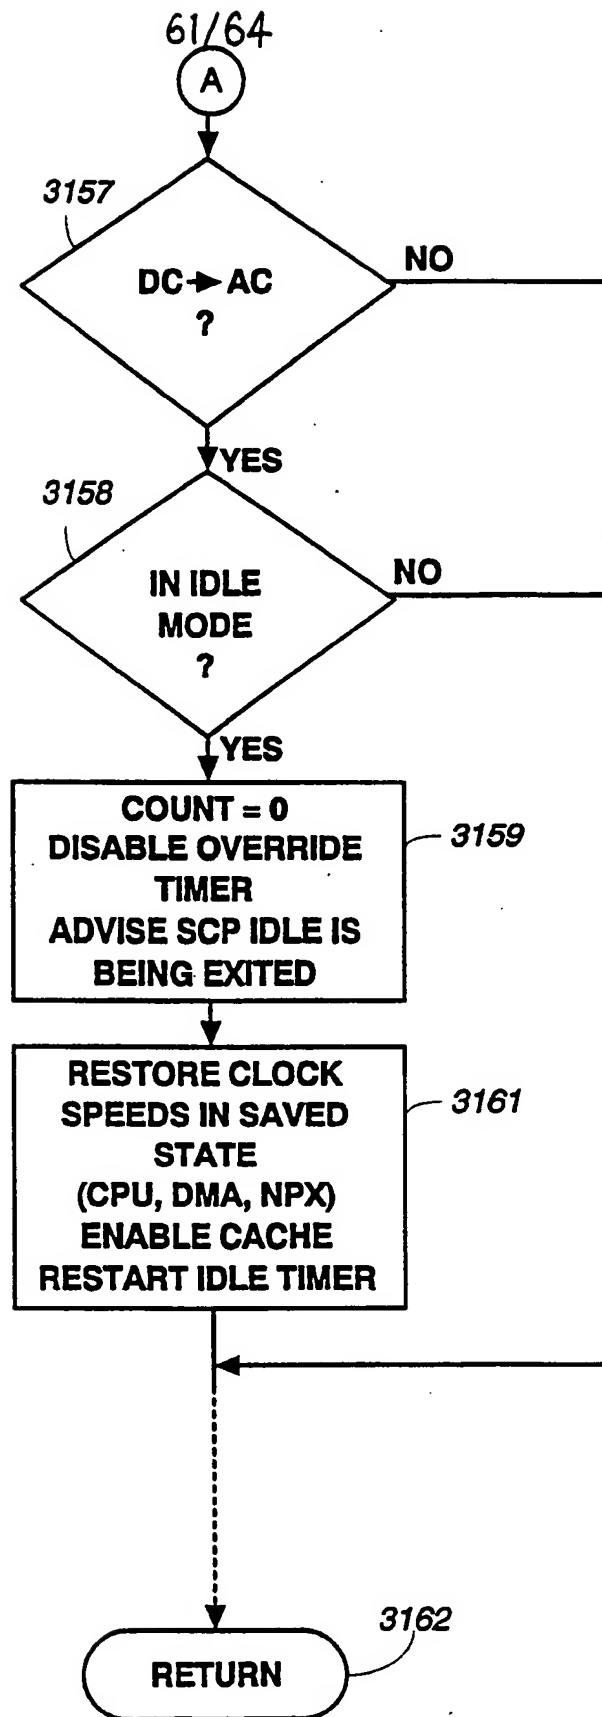 61/64
A
3157
DC → AC
?
NO
YES
3158
IN IDLE
MODE
?
NO
YES
COUNT = 0
DISABLE OVERRIDE
TIMER
ADVISE SCP IDLE IS
BEING EXITED
3159
RESTORE CLOCK
SPEEDS IN SAVED
STATE
(CPU, DMA, NPX)
ENABLE CACHE
RESTART IDLE TIMER
3161
3162
RETURN